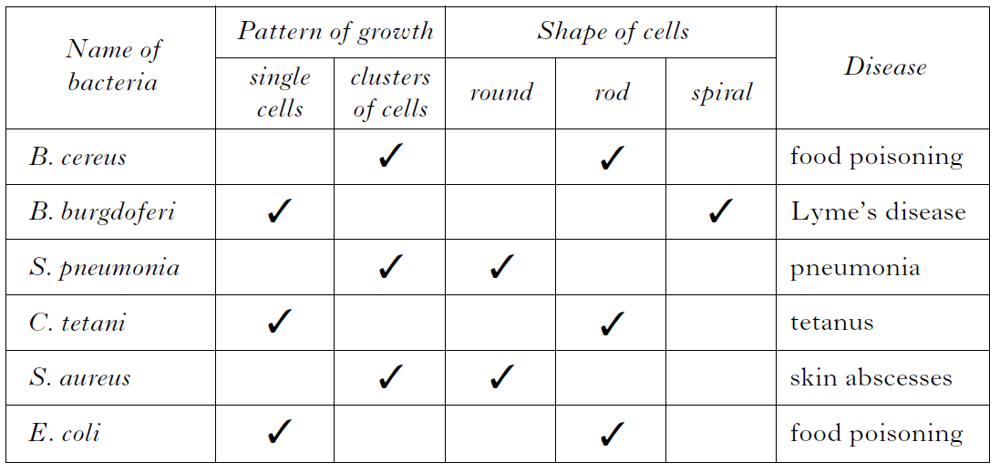 Name of bacteria
Pattern of growth
Shape of cells
Disease
single cells
clusters of cells
round
rod
spiral
B. cereus ✓ ✓ food poisoning
B. burgdoferi ✓ ✓ Lyme’s disease
S. pneumonia ✓ ✓ pneumonia
C. tetani ✓ ✓ tetanus
S. aureus ✓ ✓ skin abscesses
E. coli ✓ ✓ food poisoning